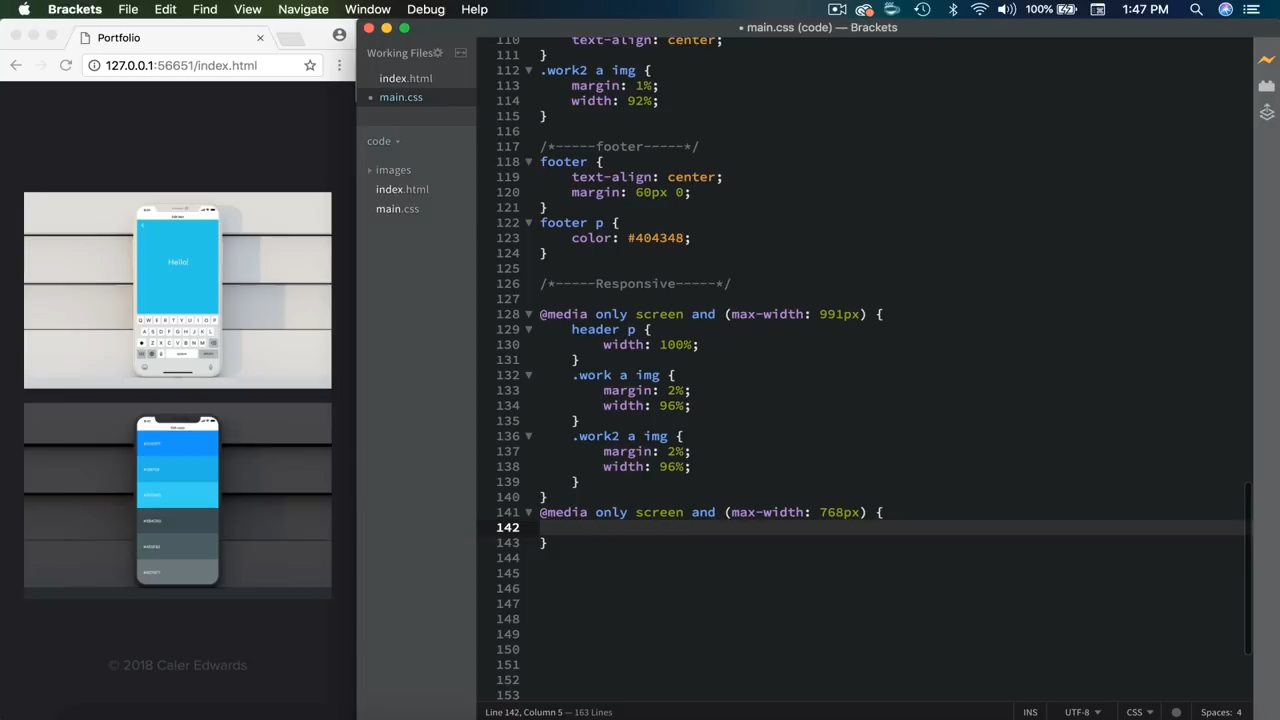 Brackets File Edit Find View Navigate Window Debug Help 100% 1:47 PM
Portfolio
127.0.0.1:56651/index.html
Hello!
© 2018 Caler Edwards
• main.css (code) — Brackets
Working Files
index.html
• main.css
code
images
index.html
main.css
110 text-align: center;
111 }
112 .work2 a img {
113 margin: 1%;
114 width: 92%;
115 }
116
117 /*-----footer-----*/
118 footer {
119 text-align: center;
120 margin: 60px 0;
121 }
122 footer p {
123 color: #404348;
124 }
125
126 /*-----Responsive-----*/
127
128 @media only screen and (max-width: 991px) {
129 header p {
130 width: 100%;
131 }
132 .work a img {
133 margin: 2%;
134 width: 96%;
135 }
136 .work2 a img {
137 margin: 2%;
138 width: 96%;
139 }
140 }
141 @media only screen and (max-width: 768px) {
142
143 }
144
145
146
147
148
149
150
151
152
153
Line 142, Column 5 — 163 Lines
INS UTF-8 CSS Spaces: 4